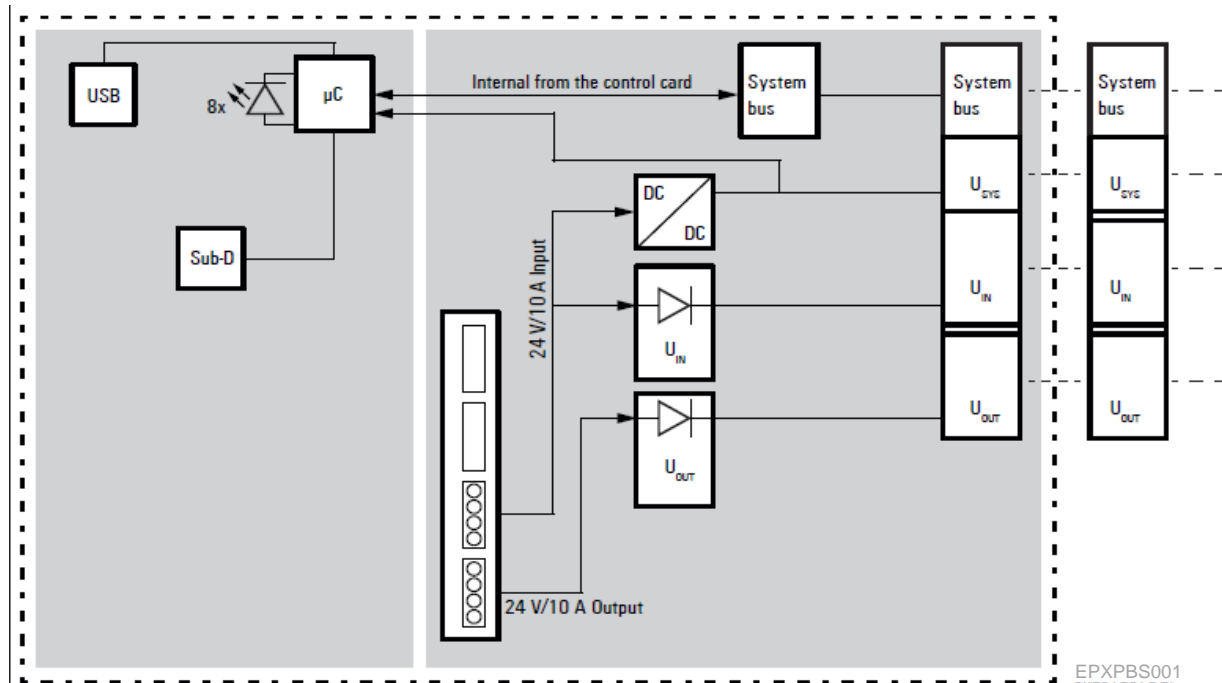 USB
8x
µC
Internal from the control card
System
bus
System
bus
System
bus
DC
DC
U_SYS
U_SYS
Sub-D
24 V/10 A Input
U_IN
U_IN
U_IN
U_OUT
U_OUT
U_OUT
24 V/10 A Output
EPXPBS001